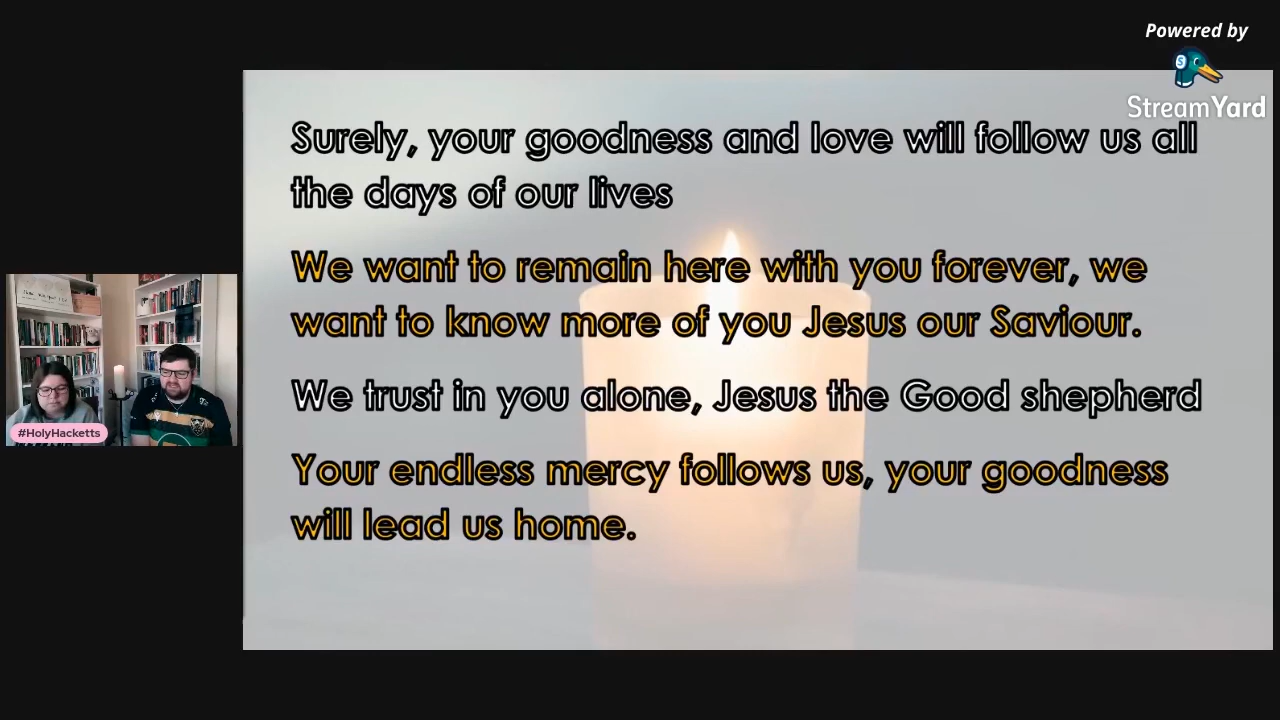 Powered by
StreamYard
Surely, your goodness and love will follow us all
the days of our lives
We want to remain here with you forever, we
want to know more of you Jesus our Saviour.
We trust in you alone, Jesus the Good shepherd
Your endless mercy follows us, your goodness
will lead us home.
#HolyHacketts